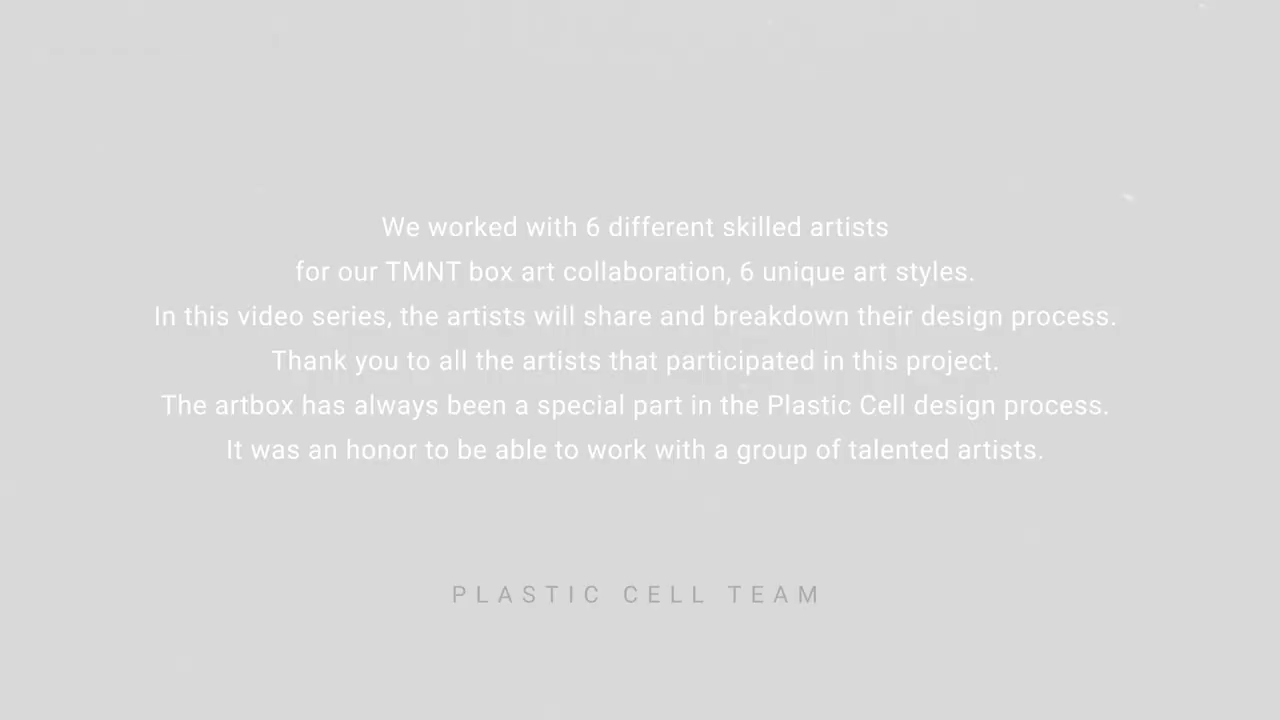 We worked with 6 different skilled artists
for our TMNT box art collaboration, 6 unique art styles.
In this video series, the artists will share and breakdown their design process.
Thank you to all the artists that participated in this project.
The artbox has always been a special part in the Plastic Cell design process.
It was an honor to be able to work with a group of talented artists.
PLASTIC CELL TEAM